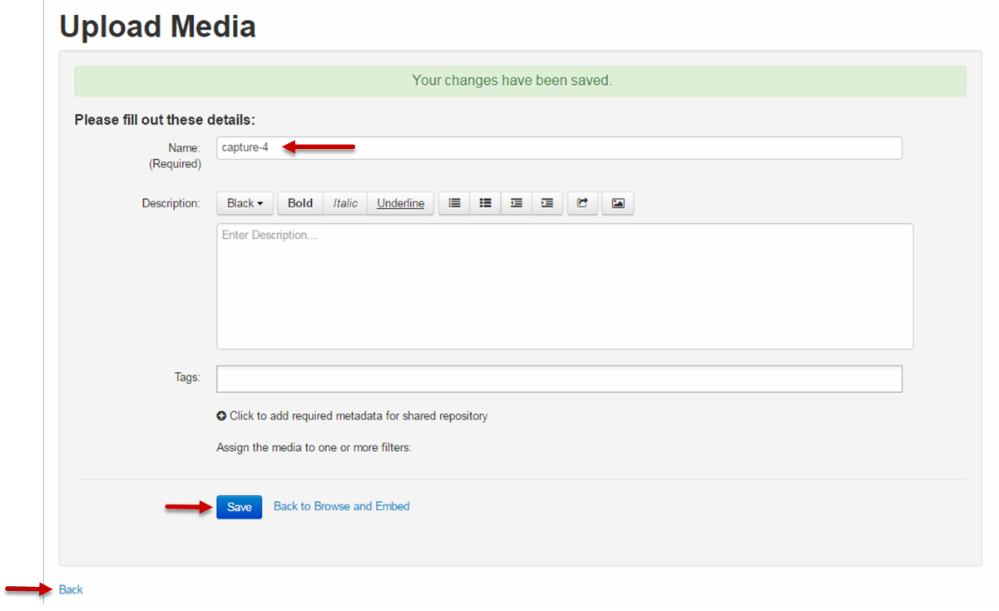 Upload Media
Your changes have been saved.
Please fill out these details:
Name: capture-4
(Required)
Description: Black Bold Italic Underline
Enter Description...
Tags:
Click to add required metadata for shared repository
Assign the media to one or more filters:
Save Back to Browse and Embed
Back